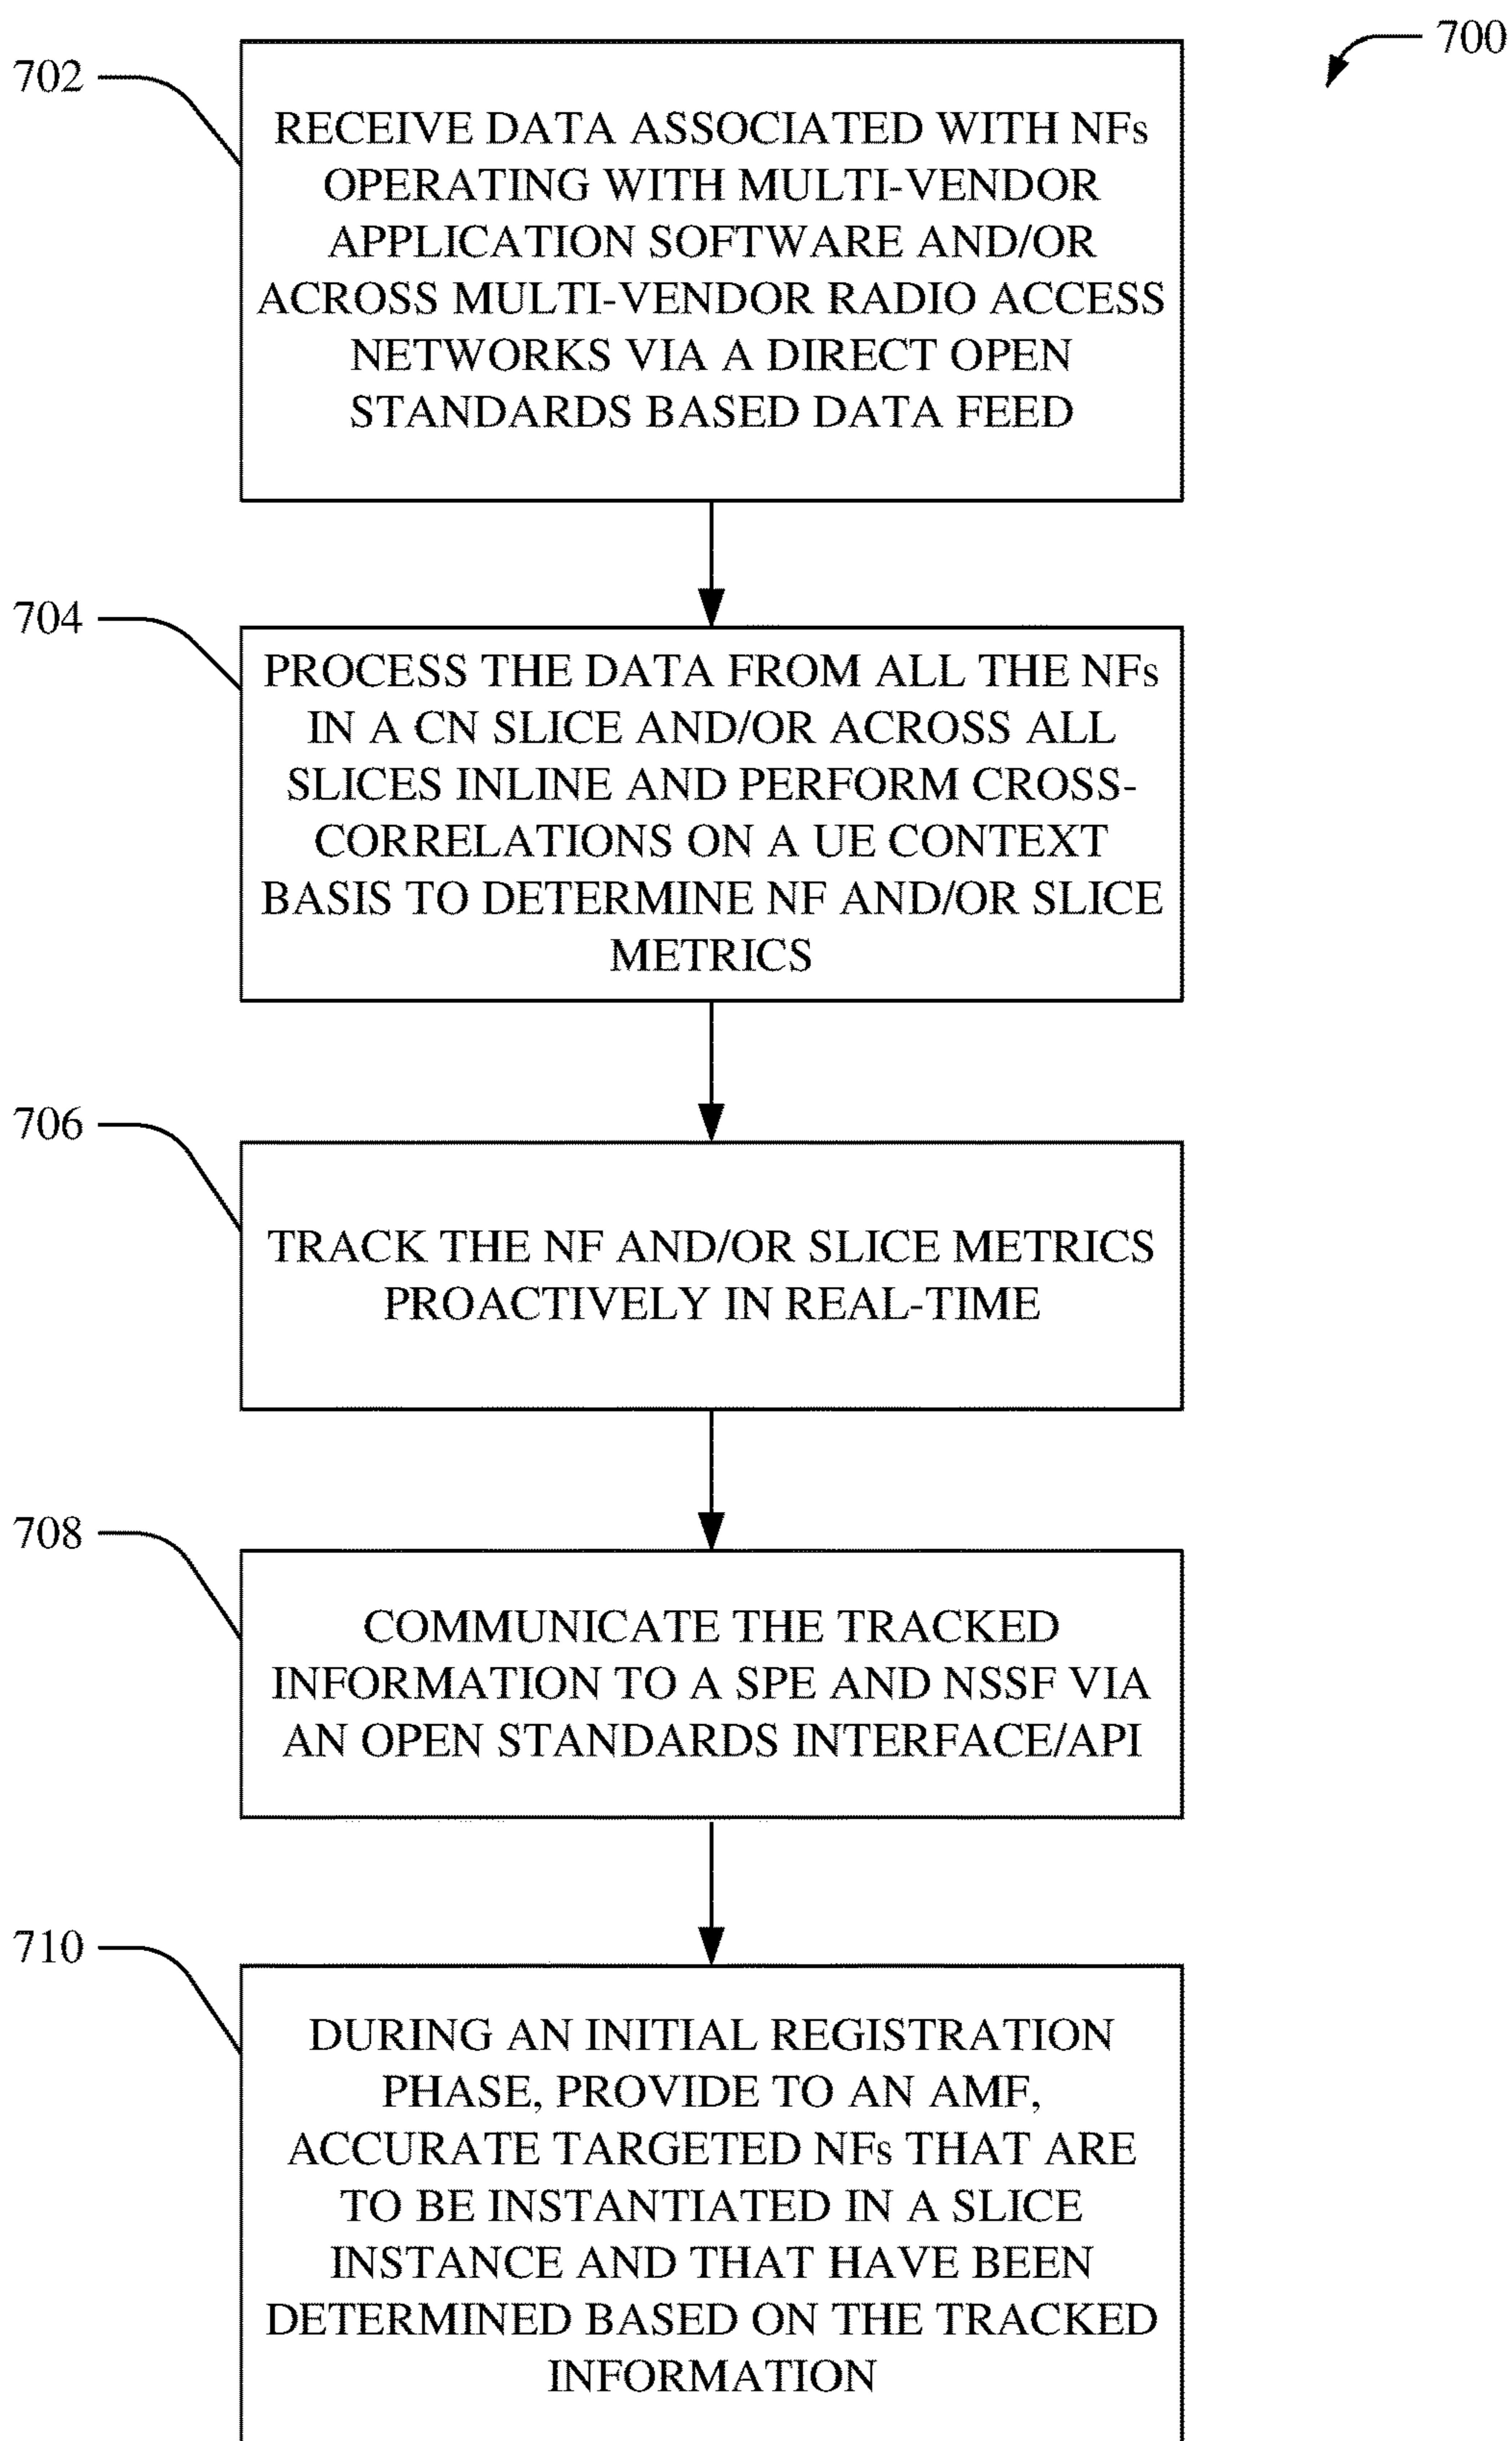 700
702
RECEIVE DATA ASSOCIATED WITH NFs
OPERATING WITH MULTI-VENDOR
APPLICATION SOFTWARE AND/OR
ACROSS MULTI-VENDOR RADIO ACCESS
NETWORKS VIA A DIRECT OPEN
STANDARDS BASED DATA FEED
704
PROCESS THE DATA FROM ALL THE NFs
IN A CN SLICE AND/OR ACROSS ALL
SLICES INLINE AND PERFORM CROSS-
CORRELATIONS ON A UE CONTEXT
BASIS TO DETERMINE NF AND/OR SLICE
METRICS
706
TRACK THE NF AND/OR SLICE METRICS
PROACTIVELY IN REAL-TIME
708
COMMUNICATE THE TRACKED
INFORMATION TO A SPE AND NSSF VIA
AN OPEN STANDARDS INTERFACE/API
710
DURING AN INITIAL REGISTRATION
PHASE, PROVIDE TO AN AMF,
ACCURATE TARGETED NFs THAT ARE
TO BE INSTANTIATED IN A SLICE
INSTANCE AND THAT HAVE BEEN
DETERMINED BASED ON THE TRACKED
INFORMATION